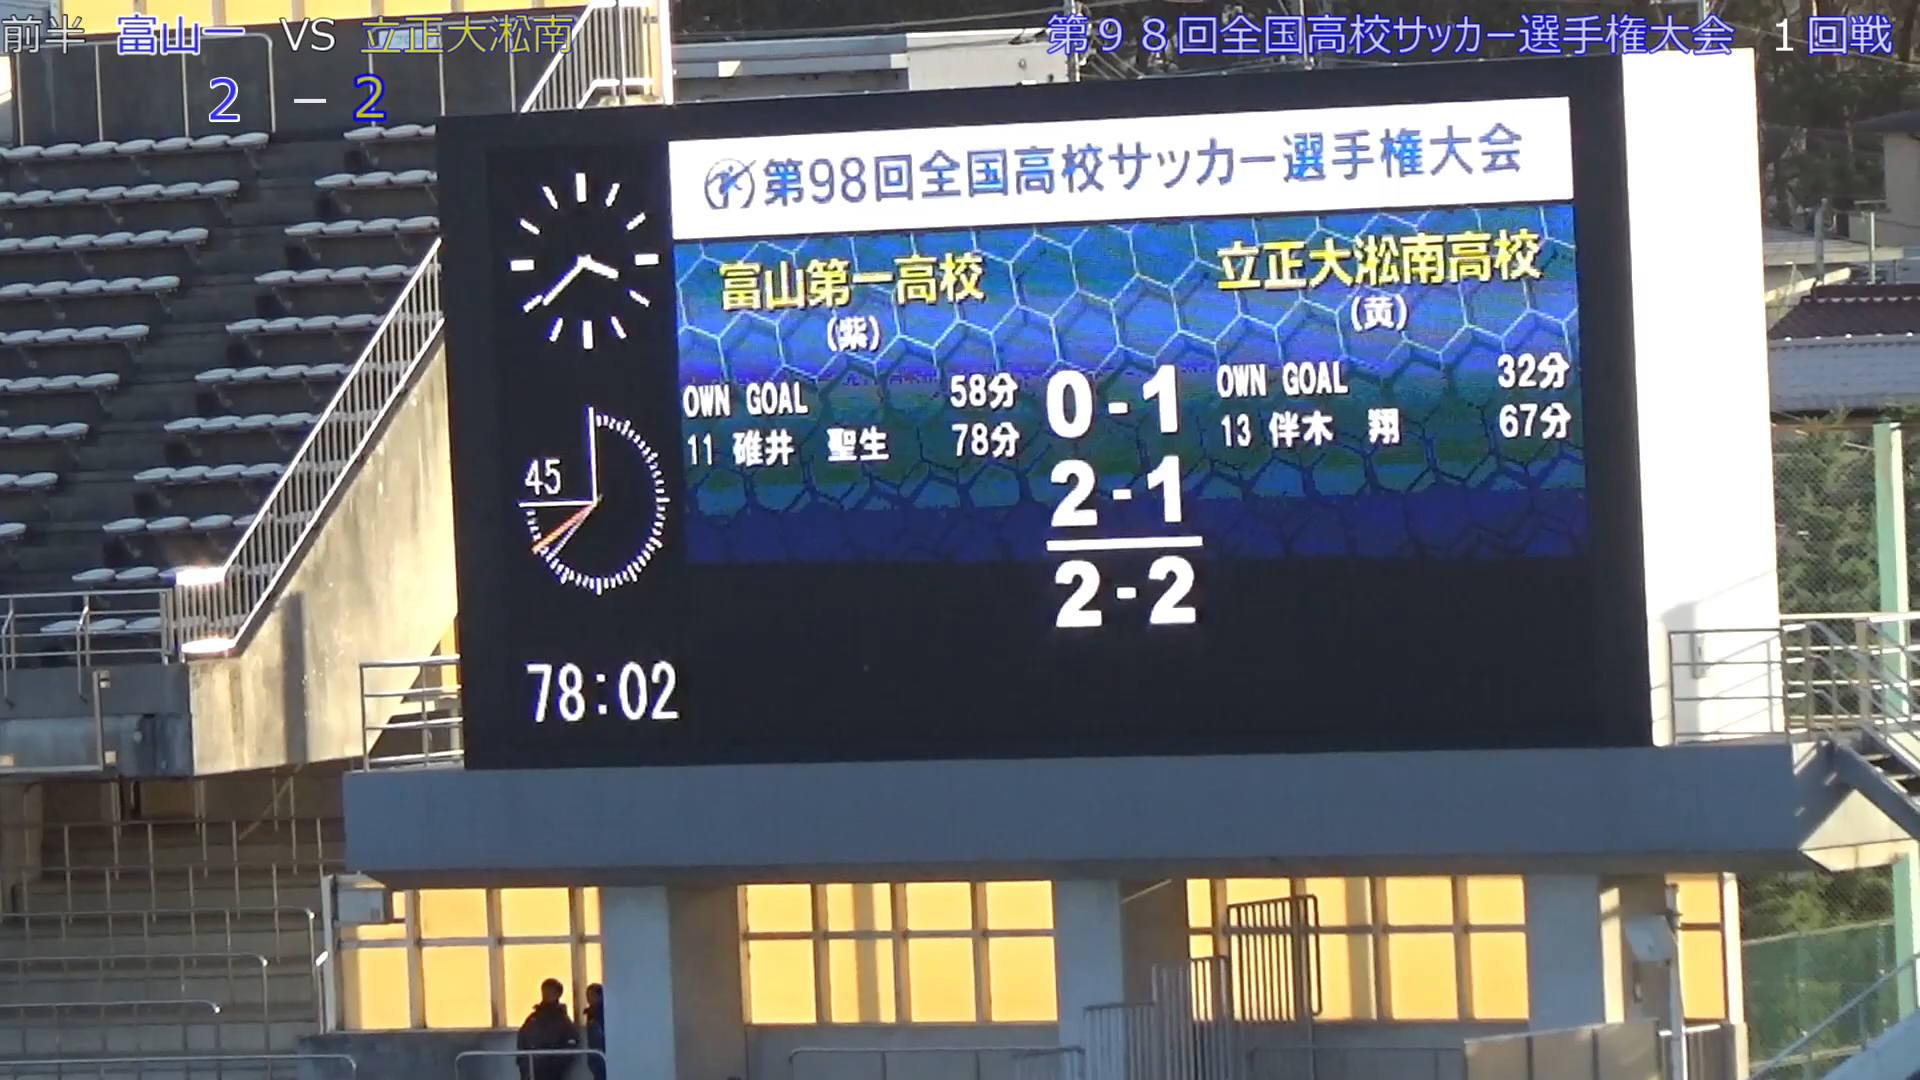 前半 富山一 VS 立正大淞南
2 － 2
第９８回全国高校サッカー選手権大会 １回戦
第98回全国高校サッカー選手権大会
富山第一高校
(紫)
立正大淞南高校
(黄)
OWN GOAL 58分
11 碓井 聖生 78分
0-1
2-1
2-2
OWN GOAL 32分
13 伴木 翔 67分
45
78:02